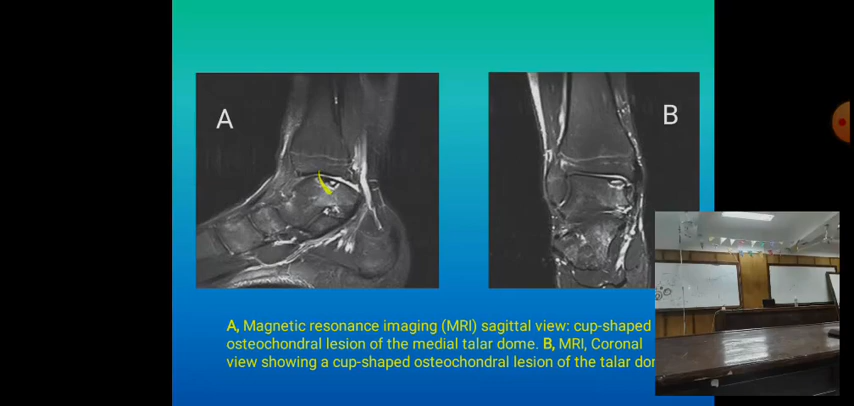 A
B
A, Magnetic resonance imaging (MRI) sagittal view: cup-shaped
osteochondral lesion of the medial talar dome. B, MRI, Coronal
view showing a cup-shaped osteochondral lesion of the talar